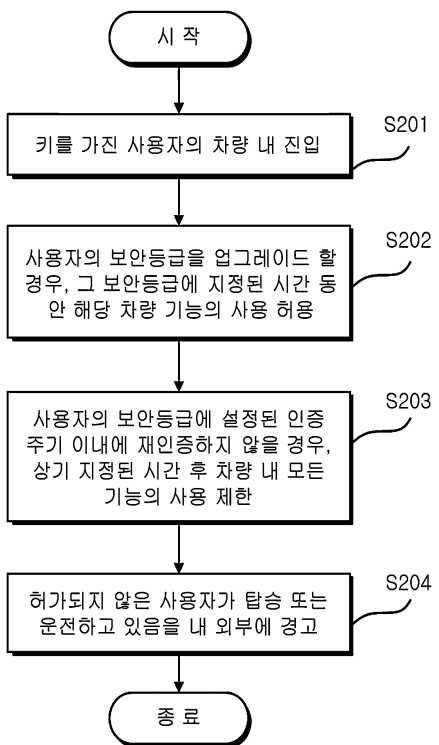 시 작
키를 가진 사용자의 차량 내 진입
S201
사용자의 보안등급을 업그레이드 할
경우, 그 보안등급에 지정된 시간 동
안 해당 차량 기능의 사용 허용
S202
사용자의 보안등급에 설정된 인증
주기 이내에 재인증하지 않을 경우,
상기 지정된 시간 후 차량 내 모든
기능의 사용 제한
S203
허가되지 않은 사용자가 탑승 또는
운전하고 있음을 내 외부에 경고
S204
종 료